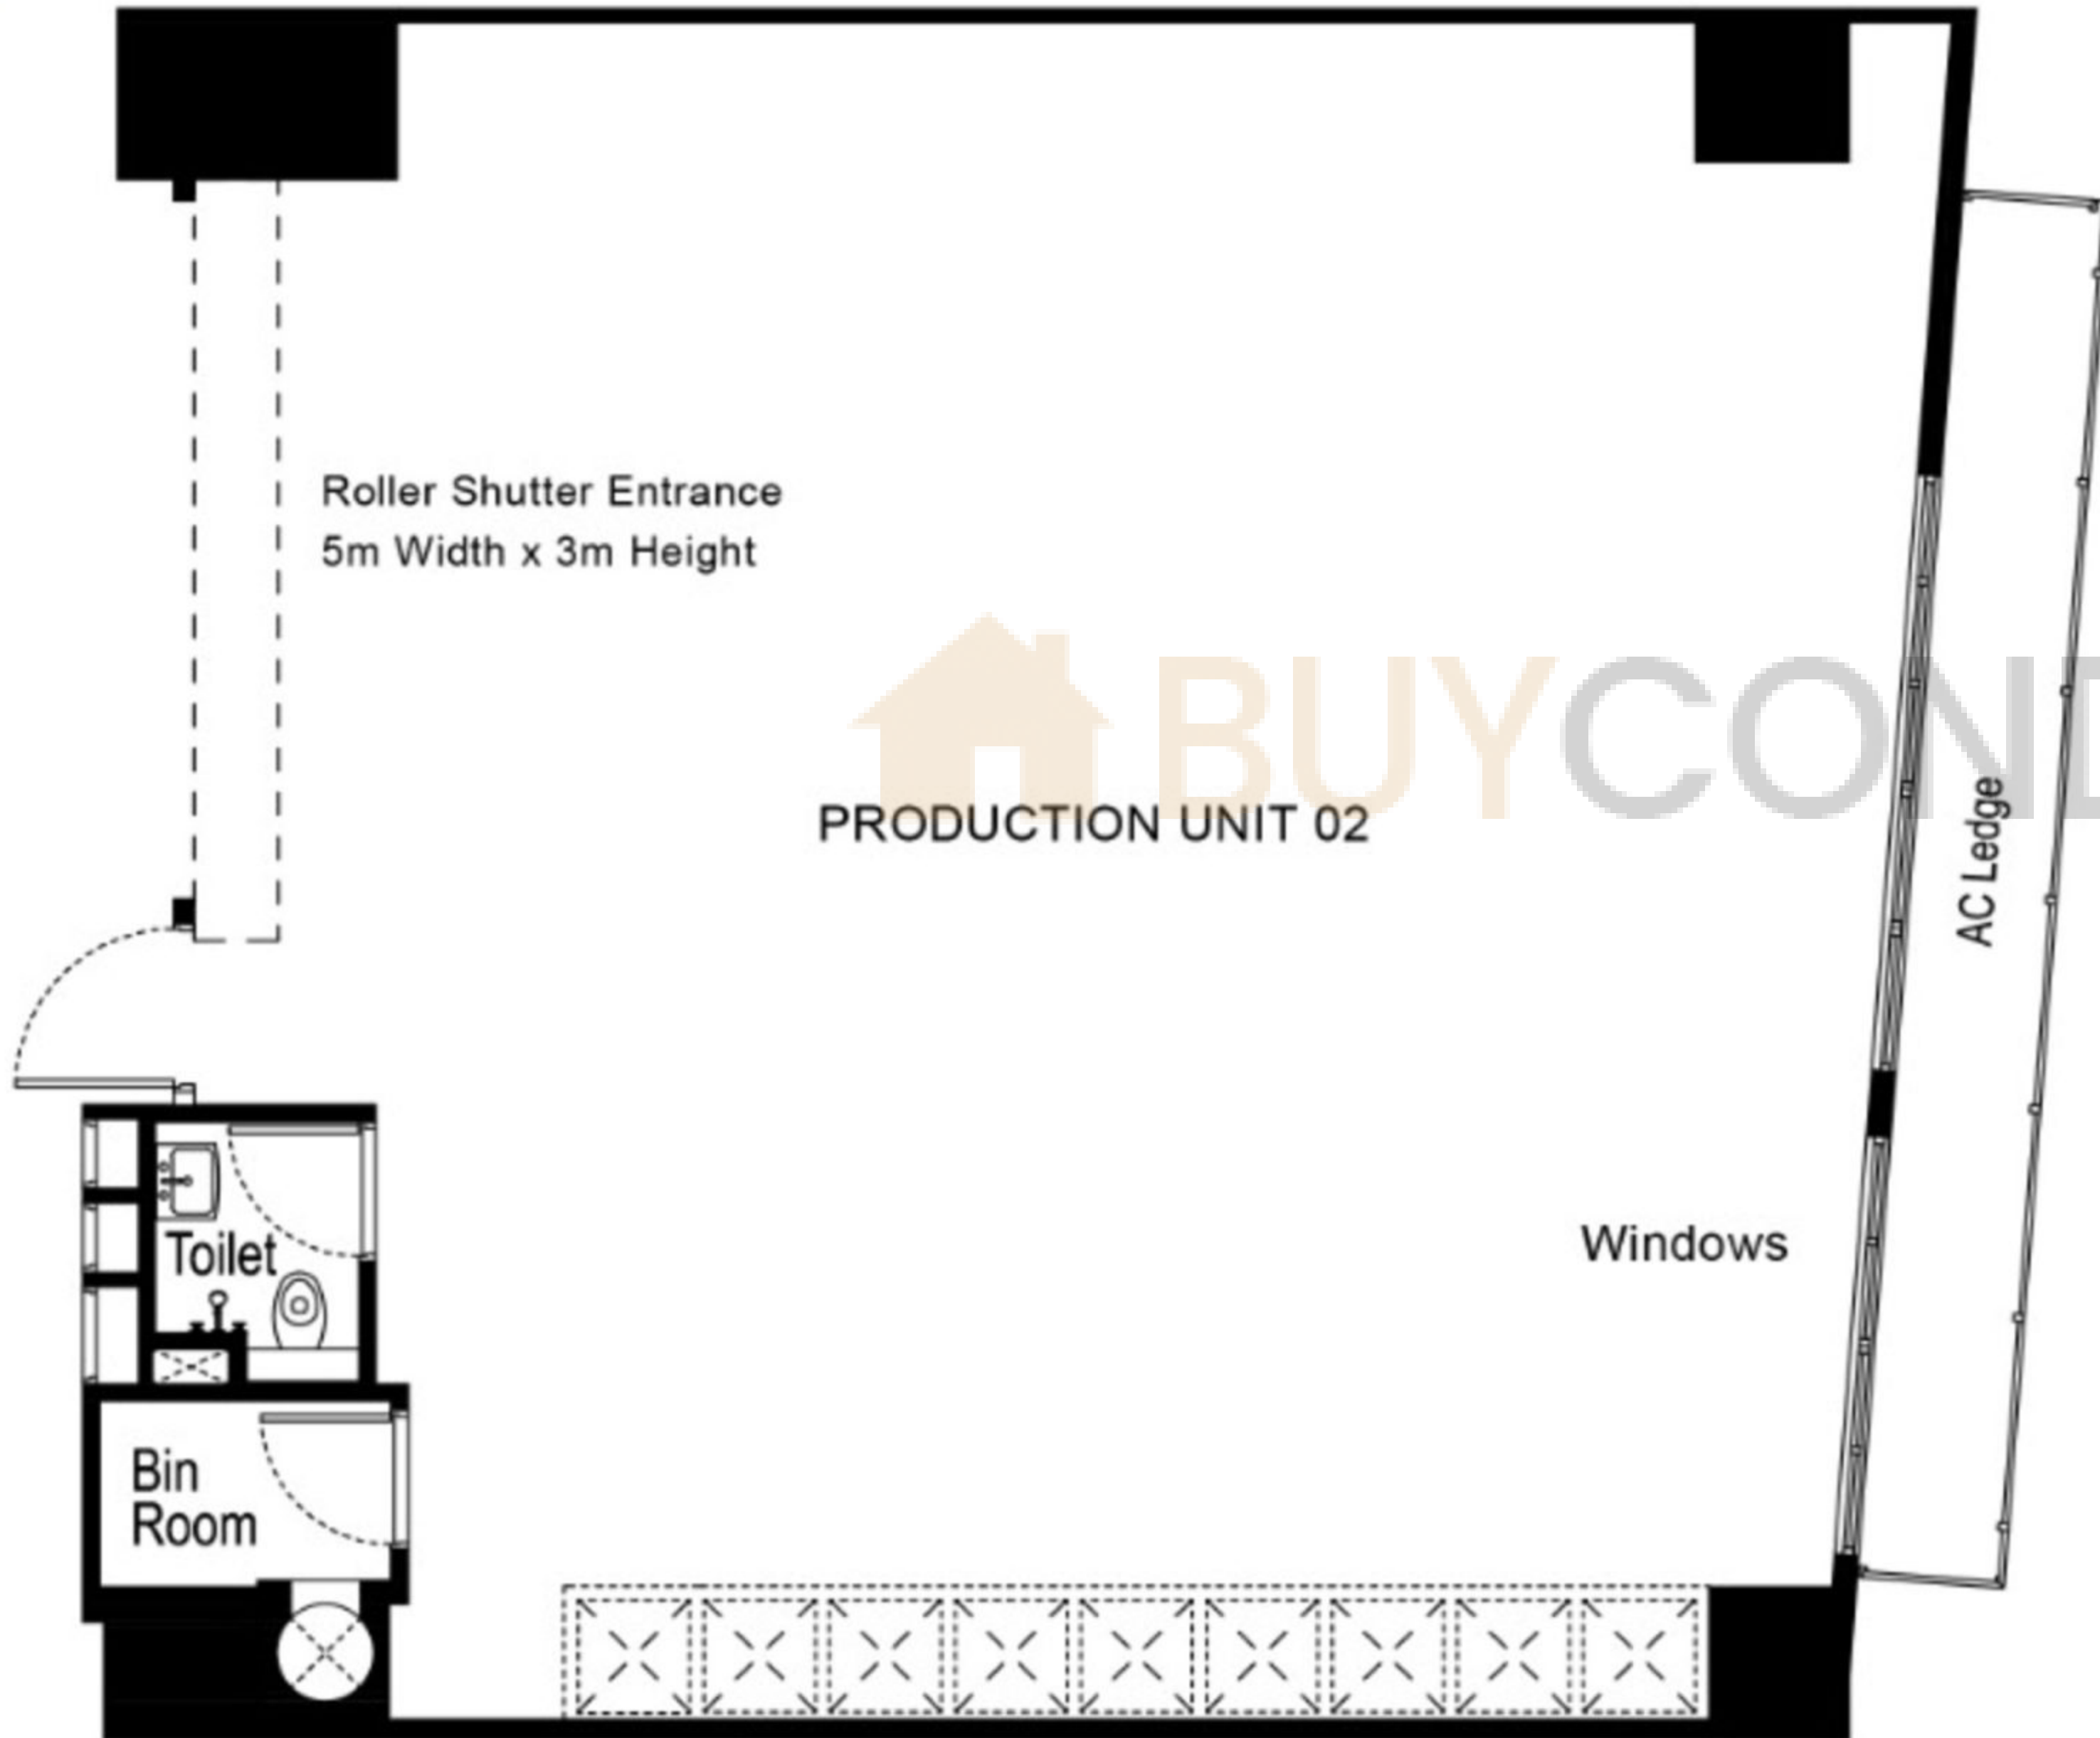 Roller Shutter Entrance
5m Width x 3m Height
BUYCOND
PRODUCTION UNIT 02
AC Ledge
Windows
Toilet
Bin
Room